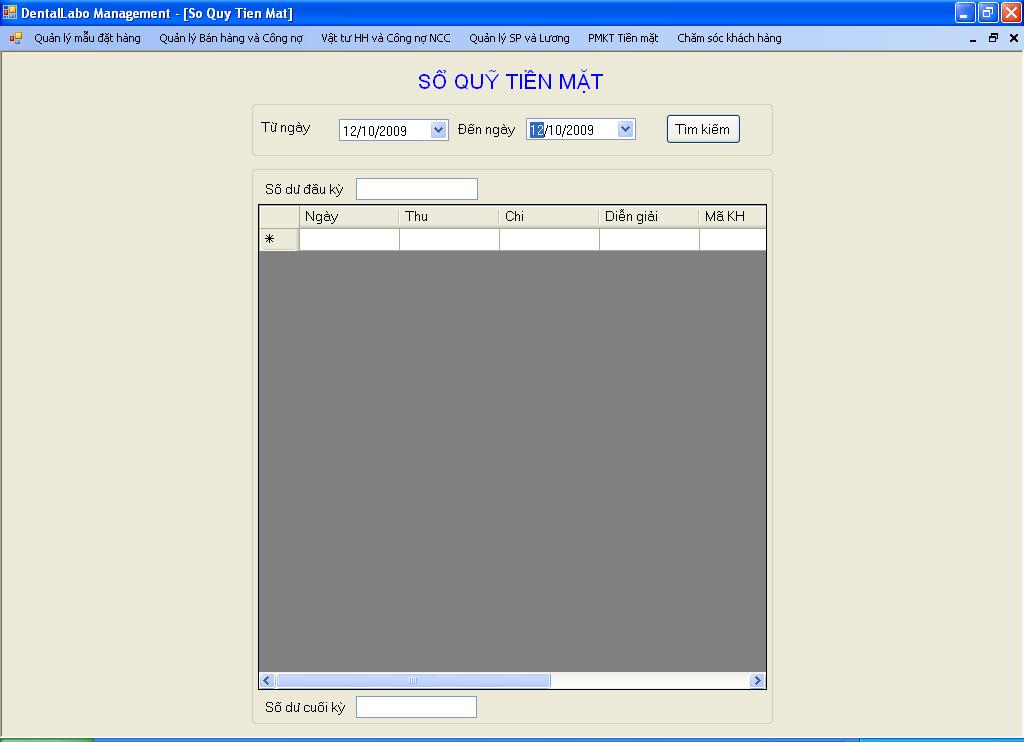 DentalLabo Management - [So Quy Tien Mat]
Quản lý mẫu đặt hàng Quản lý Bán hàng và Công nợ Vật tư HH và Công nợ NCC Quản lý SP và Lương PMKT Tiền mặt Chăm sóc khách hàng
SỔ QUỸ TIỀN MẶT
Từ ngày 12/10/2009 Đến ngày 12/10/2009 Tìm kiếm
Số dư đầu kỳ
Ngày Thu Chi Diễn giải Mã KH
Số dư cuối kỳ